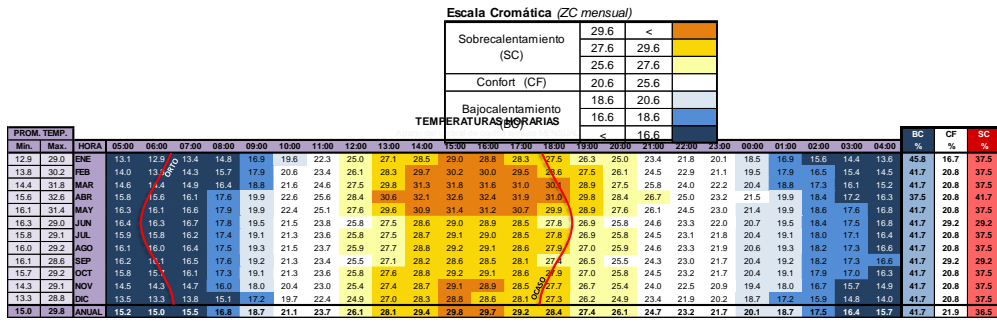 Escala Cromática (ZC mensual)
Sobrecalentamiento (SC) 29.6 <
27.6 29.6
25.6 27.6
Confort (CF) 20.6 25.6
Bajocalentamiento (BC) 18.6 20.6
16.6 18.6
< 16.6
TEMPERATURAS HORARIAS
PROM. TEMP. BC CF SC
Min. Max. HORA 05:00 06:00 07:00 08:00 09:00 10:00 11:00 12:00 13:00 14:00 15:00 16:00 17:00 18:00 19:00 20:00 21:00 22:00 23:00 00:00 01:00 02:00 03:00 04:00 % % %
12.9 29.0 ENE 13.1 12.9 13.4 14.8 16.9 19.6 22.3 25.0 27.1 28.5 29.0 28.8 28.3 27.5 26.3 25.0 23.4 21.8 20.1 18.5 16.9 15.6 14.4 13.6 45.8 16.7 37.5
13.8 30.2 FEB 14.0 14.3 15.7 17.9 20.6 23.4 26.1 28.3 29.7 30.2 30.0 29.5 28.6 27.5 26.1 24.5 22.9 21.1 19.5 17.9 16.5 15.4 14.5 41.7 20.8 37.5
14.4 31.8 MAR 14.6 14.4 14.9 16.4 18.8 21.6 24.6 27.5 29.8 31.3 31.8 31.6 31.0 30.1 28.9 27.5 25.8 24.0 22.2 20.4 18.8 17.3 16.1 15.2 41.7 20.8 37.5
15.6 32.6 ABR 15.8 15.6 16.1 17.6 19.9 22.6 25.6 28.4 30.6 32.1 32.6 32.4 31.9 31.0 29.8 28.4 26.7 25.0 23.2 21.5 19.9 18.4 17.2 16.3 37.5 20.8 41.7
16.1 31.4 MAY 16.3 16.1 16.6 17.9 19.9 22.4 25.1 27.6 29.6 30.9 31.4 31.2 30.7 29.9 28.9 27.6 26.1 24.5 23.0 21.4 19.9 18.6 17.6 16.8 41.7 20.8 37.5
16.3 29.0 JUN 16.4 16.3 16.7 17.8 19.5 21.5 23.8 25.8 27.5 28.6 29.0 28.9 28.5 27.8 26.9 25.8 24.6 23.3 22.0 20.7 19.5 18.4 17.5 16.8 41.7 20.8 37.5
15.8 29.1 JUL 15.9 15.8 16.2 17.4 19.1 21.3 23.6 25.8 27.5 28.7 29.1 29.0 28.5 27.8 26.9 25.8 24.5 23.1 21.8 20.4 19.1 18.0 17.1 16.4 41.7 20.8 37.5
16.0 29.2 AGO 16.1 16.0 16.4 17.5 19.3 21.5 23.7 25.9 27.7 28.8 29.2 29.1 28.6 27.9 27.0 25.9 24.6 23.3 21.9 20.6 19.3 18.2 17.3 16.6 41.7 20.8 37.5
16.1 28.6 SEP 16.2 16.1 16.5 17.6 19.2 21.3 23.4 25.5 27.1 28.2 28.6 28.5 28.1 27.4 26.5 25.5 24.3 23.0 21.7 20.4 19.2 18.2 17.3 16.6 41.7 29.2 29.2
15.7 29.2 OCT 15.8 16.1 17.3 19.1 21.3 23.6 25.8 27.6 28.8 29.2 29.1 28.6 27.9 27.0 25.8 24.5 23.2 21.7 20.4 19.1 17.9 17.0 16.3 41.7 20.8 37.5
14.3 29.1 NOV 14.5 14.3 14.7 16.0 18.0 20.4 23.0 25.4 27.4 28.7 29.1 28.9 28.5 27.7 26.7 25.4 24.0 22.5 20.9 19.4 18.0 16.7 15.7 14.9 41.7 20.8 37.5
13.3 28.8 DIC 13.5 13.3 13.8 15.1 17.2 19.7 22.4 24.9 27.0 28.3 28.8 28.6 28.1 27.3 26.2 24.9 23.4 21.9 20.2 18.7 17.2 15.9 14.8 14.0 41.7 20.8 37.5
15.0 29.8 ANUAL 15.2 15.0 15.5 16.8 18.7 21.1 23.7 26.1 28.1 29.4 29.8 29.7 29.2 28.4 27.4 26.1 24.7 23.2 21.7 20.1 18.7 17.5 16.4 15.7 41.7 21.9 36.5
ORTO
OCASO